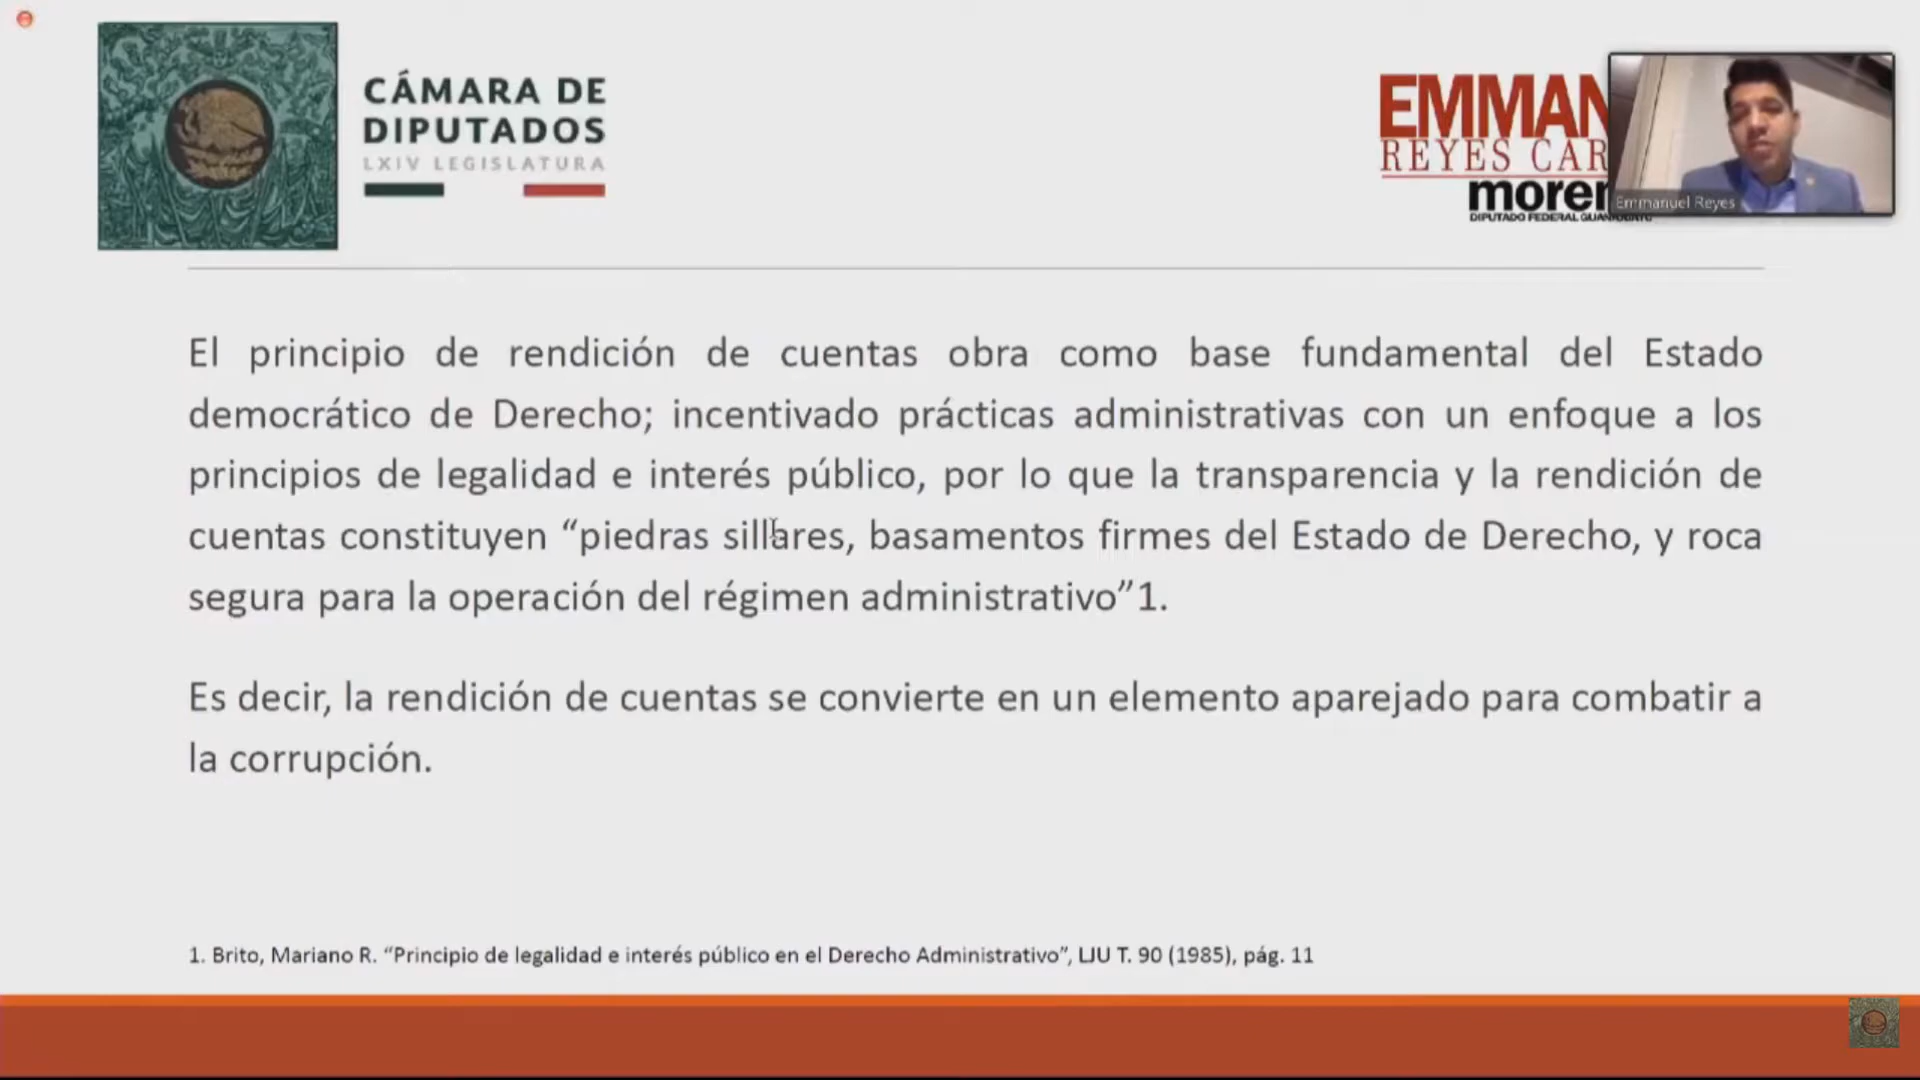 CÁMARA DE
DIPUTADOS
LXIV LEGISLATURA
EMMAN
REYES CAR
moren
DIPUTADO FEDERAL
Emmanuel Reyes
El principio de rendición de cuentas obra como base fundamental del Estado
democrático de Derecho; incentivado prácticas administrativas con un enfoque a los
principios de legalidad e interés público, por lo que la transparencia y la rendición de
cuentas constituyen “piedras sillares, basamentos firmes del Estado de Derecho, y roca
segura para la operación del régimen administrativo”1.
Es decir, la rendición de cuentas se convierte en un elemento aparejado para combatir a
la corrupción.
1. Brito, Mariano R. “Principio de legalidad e interés público en el Derecho Administrativo”, LJU T. 90 (1985), pág. 11